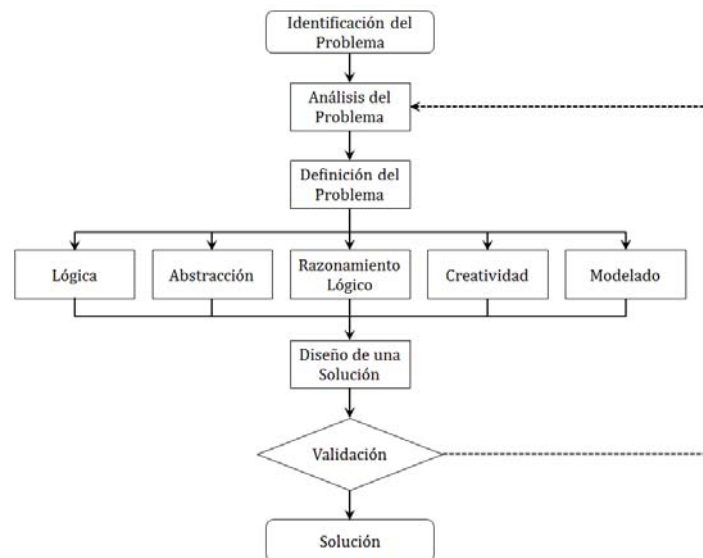 Identificación del
Problema
Análisis del
Problema
Definición del
Problema
Lógica
Abstracción
Razonamiento
Lógico
Creatividad
Modelado
Diseño de una
Solución
Validación
Solución